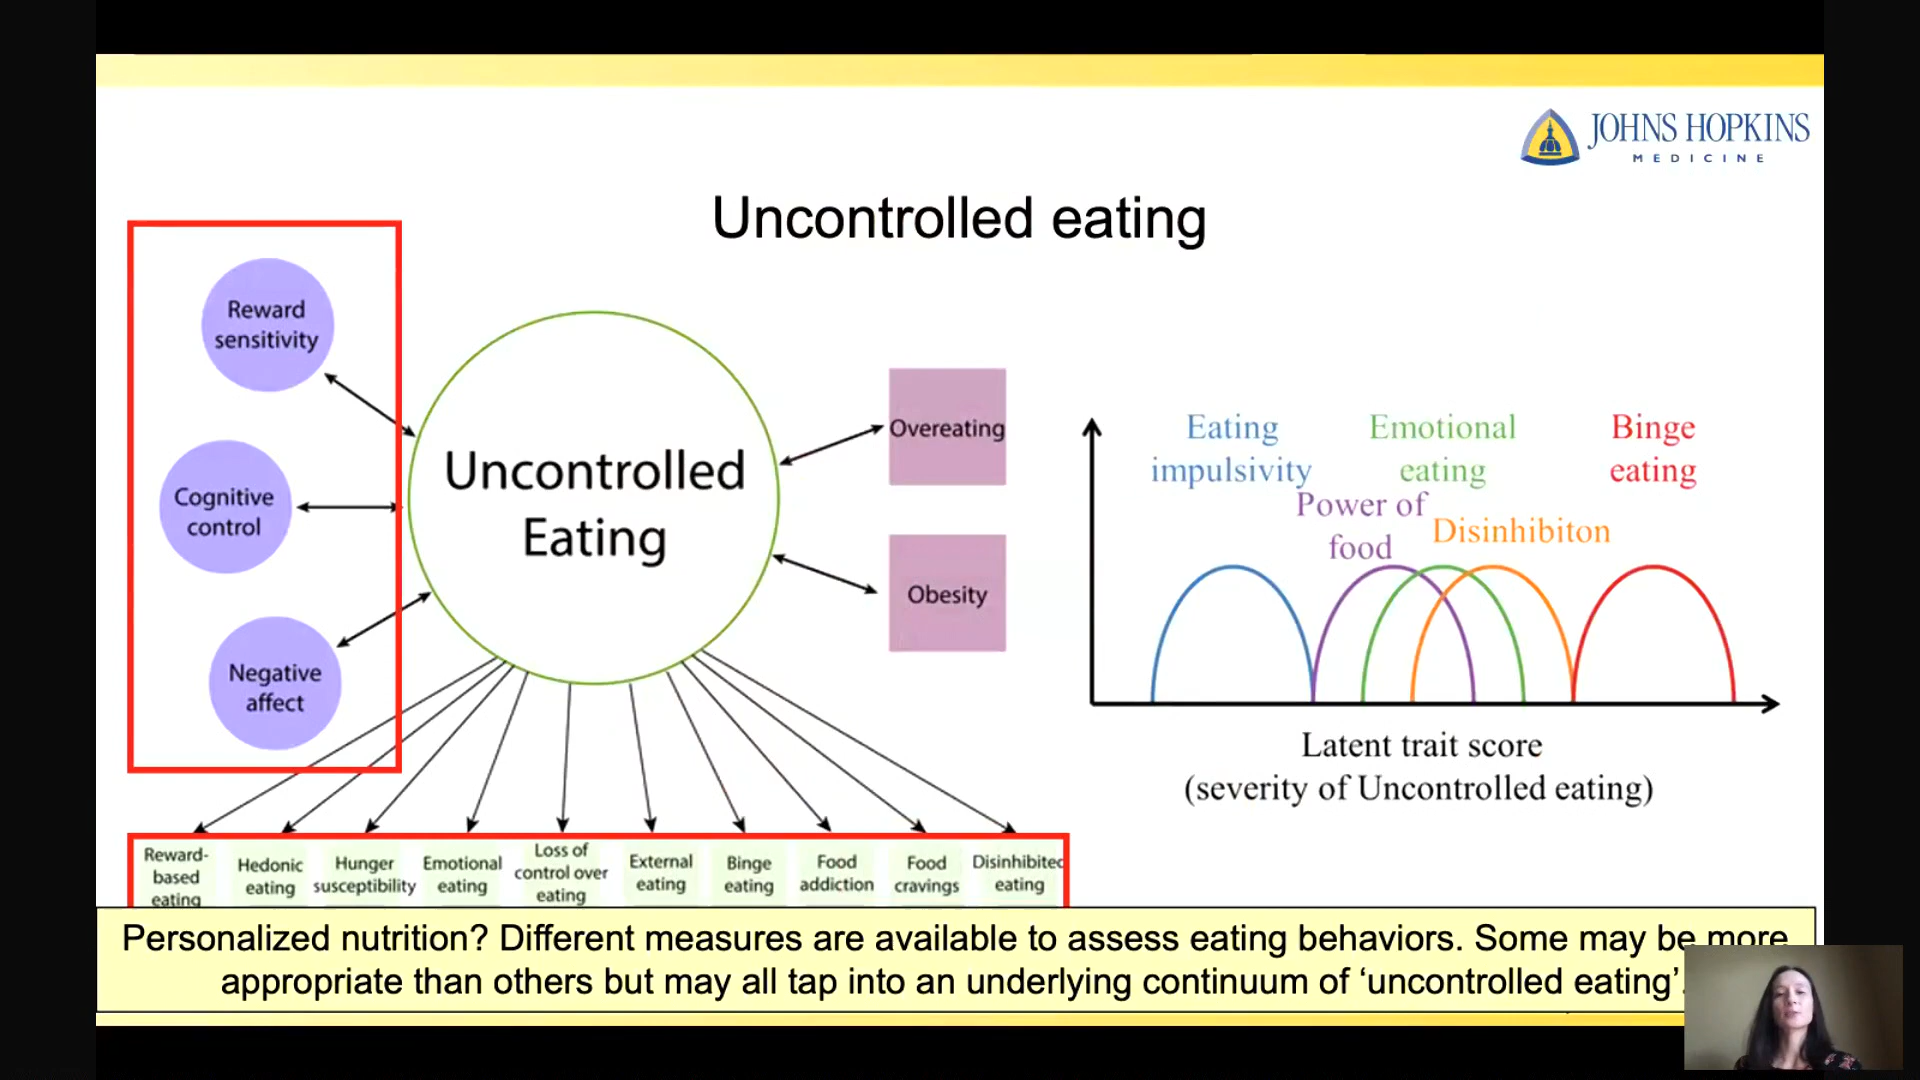 JOHNS HOPKINS
MEDICINE
Uncontrolled eating
Reward
sensitivity
Cognitive
control
Negative
affect
Uncontrolled
Eating
Overeating
Obesity
Eating
impulsivity
Power of
food
Emotional
eating
Disinhibiton
Binge
eating
Latent trait score
(severity of Uncontrolled eating)
Reward-
based
eating
Hedonic
eating
Hunger
susceptibility
Emotional
eating
Loss of
control over
eating
External
eating
Binge
eating
Food
addiction
Food
cravings
Disinhibited
eating
Personalized nutrition? Different measures are available to assess eating behaviors. Some may be more
appropriate than others but may all tap into an underlying continuum of ‘uncontrolled eating’.